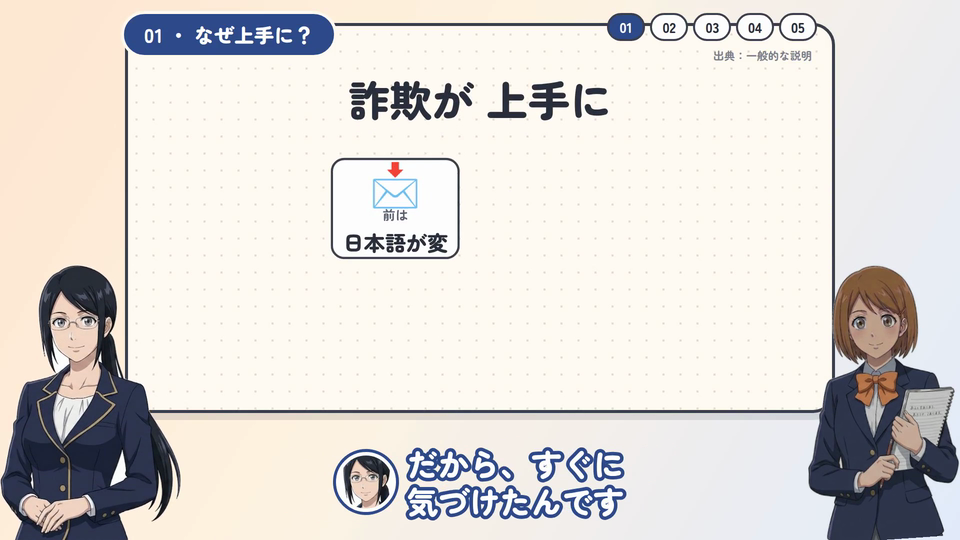 01 ・ なぜ上手に？
01 02 03 04 05
出典：一般的な説明
詐欺が 上手に
前は
日本語が変
だから、すぐに
気づけたんです